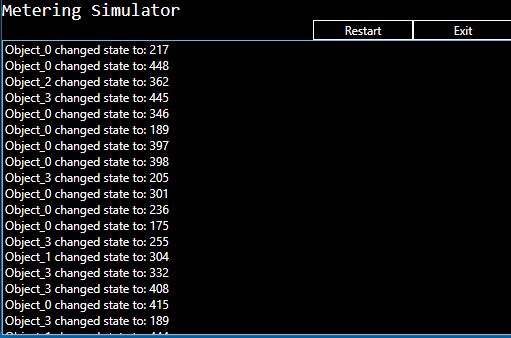 Metering Simulator
Restart
Exit
Object_0 changed state to: 217
Object_0 changed state to: 448
Object_2 changed state to: 362
Object_3 changed state to: 445
Object_0 changed state to: 346
Object_0 changed state to: 189
Object_0 changed state to: 397
Object_0 changed state to: 398
Object_3 changed state to: 205
Object_0 changed state to: 301
Object_0 changed state to: 236
Object_0 changed state to: 175
Object_3 changed state to: 255
Object_1 changed state to: 304
Object_3 changed state to: 332
Object_3 changed state to: 408
Object_0 changed state to: 415
Object_3 changed state to: 189
Object_1 changed state to: